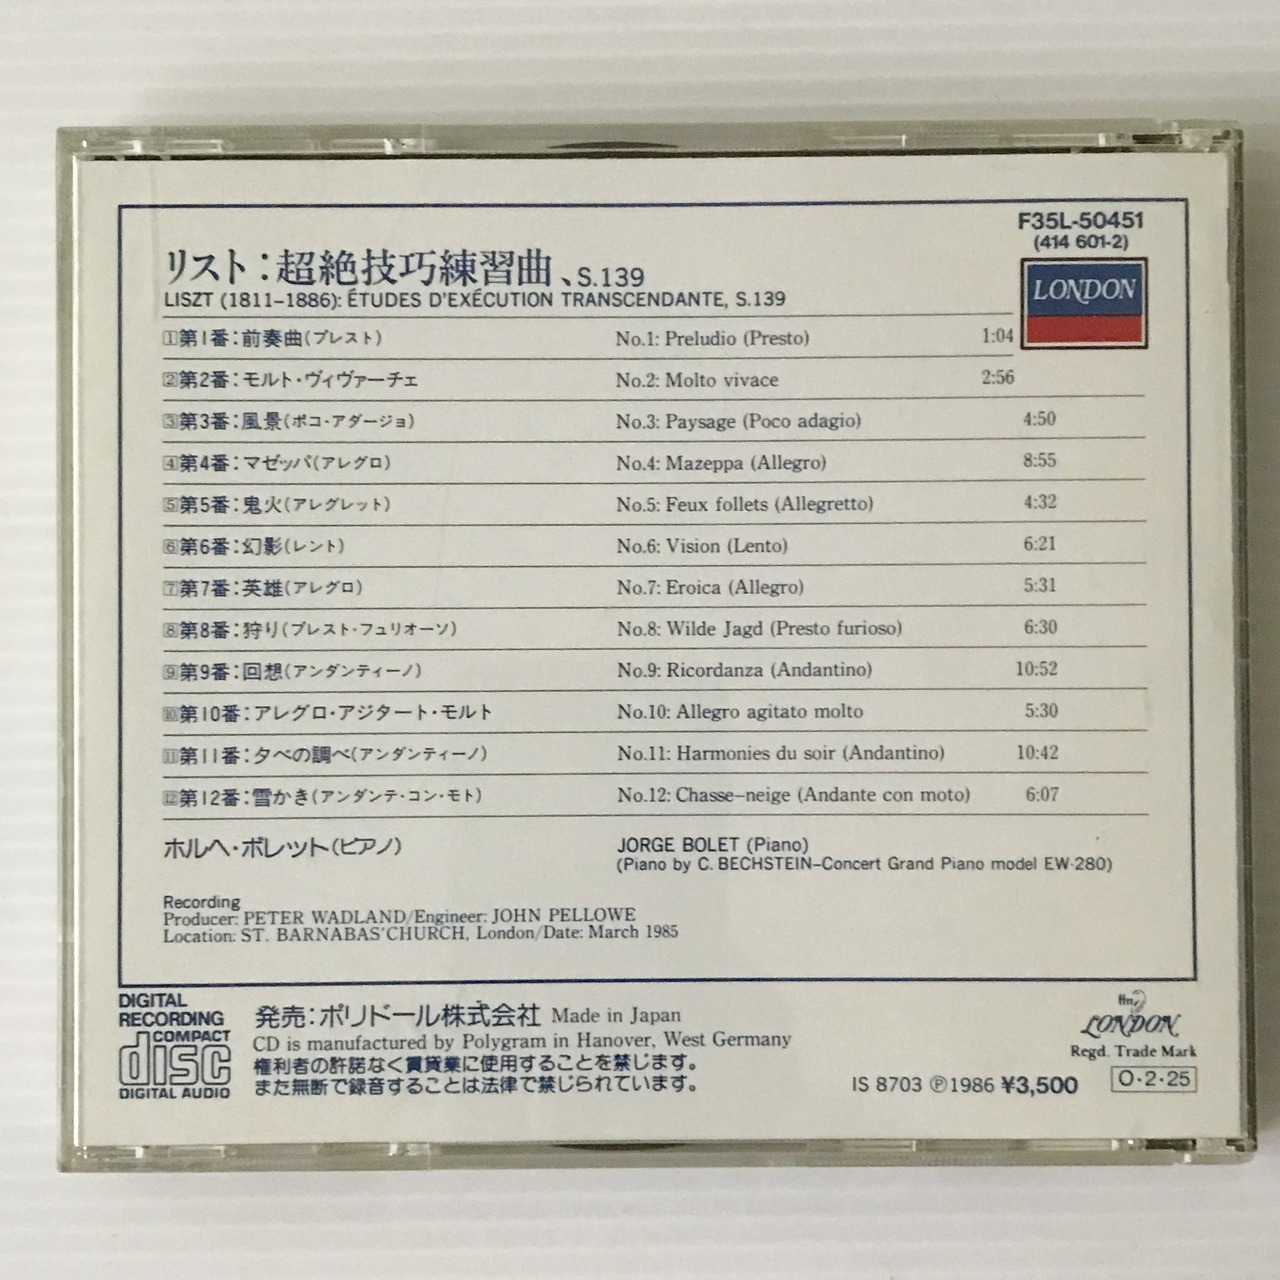 F35L-50451
(414 601-2)
LONDON
リスト：超絶技巧練習曲、S.139
LISZT (1811–1886): ÉTUDES D'EXÉCUTION TRANSCENDANTE, S.139
1 第1番：前奏曲(プレスト) No.1: Preludio (Presto) 1:04
2 第2番：モルト・ヴィヴァーチェ No.2: Molto vivace 2:56
3 第3番：風景(ポコ・アダージョ) No.3: Paysage (Poco adagio) 4:50
4 第4番：マゼッパ(アレグロ) No.4: Mazeppa (Allegro) 8:55
5 第5番：鬼火(アレグレット) No.5: Feux follets (Allegretto) 4:32
6 第6番：幻影(レント) No.6: Vision (Lento) 6:21
7 第7番：英雄(アレグロ) No.7: Eroica (Allegro) 5:31
8 第8番：狩り(プレスト・フュリオーソ) No.8: Wilde Jagd (Presto furioso) 6:30
9 第9番：回想(アンダンティーノ) No.9: Ricordanza (Andantino) 10:52
10 第10番：アレグロ・アジタート・モルト No.10: Allegro agitato molto 5:30
11 第11番：夕べの調べ(アンダンティーノ) No.11: Harmonies du soir (Andantino) 10:42
12 第12番：雪かき(アンダンテ・コン・モト) No.12: Chasse–neige (Andante con moto) 6:07
ホルヘ・ボレット(ピアノ) JORGE BOLET (Piano)
(Piano by C. BECHSTEIN–Concert Grand Piano model EW-280)
Recording
Producer: PETER WADLAND/Engineer: JOHN PELLOWE
Location: ST. BARNABAS'CHURCH, London/Date: March 1985
DIGITAL
RECORDING
COMPACT
disc
DIGITAL AUDIO
発売：ポリドール株式会社 Made in Japan
CD is manufactured by Polygram in Hanover, West Germany
権利者の許諾なく賃貸業に使用することを禁じます。
また無断で録音することは法律で禁じられています。
IS 8703 ℗1986 ¥3,500
ffrr
LONDON
Regd. Trade Mark
O・2・25